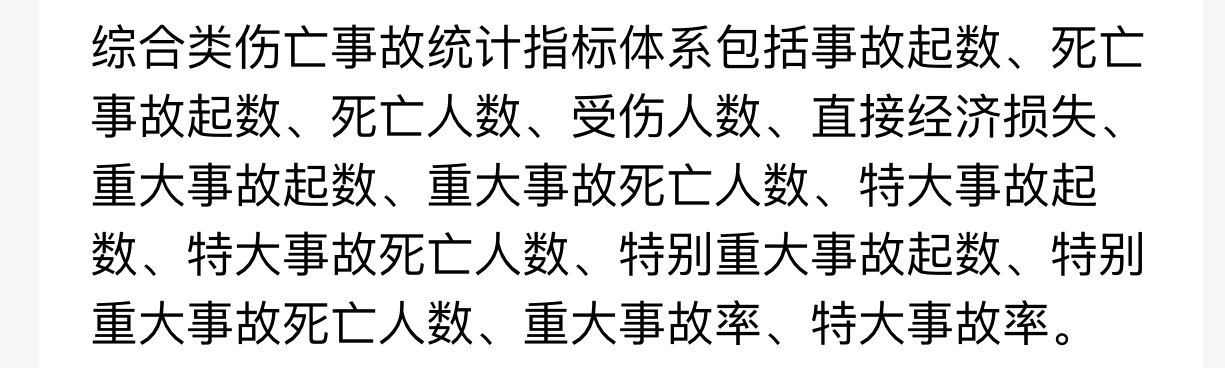 综合类伤亡事故统计指标体系包括事故起数、死亡
事故起数、死亡人数、受伤人数、直接经济损失、
重大事故起数、重大事故死亡人数、特大事故起
数、特大事故死亡人数、特别重大事故起数、特别
重大事故死亡人数、重大事故率、特大事故率。